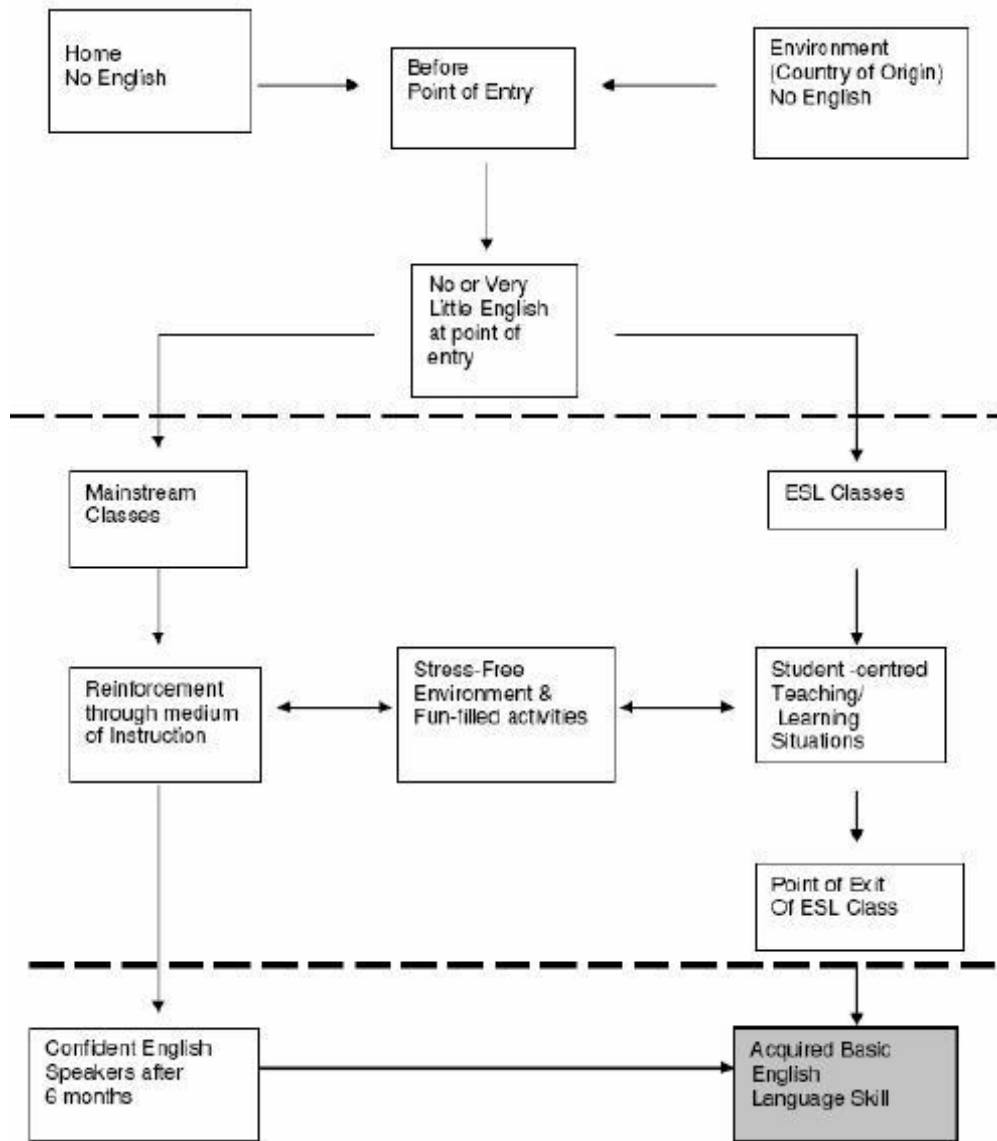 Home
No English
Before
Point of Entry
Environment
(Country of Origin)
No English
No or Very
Little English
at point of
entry
Mainstream
Classes
ESL Classes
Reinforcement
through medium
of Instruction
Stress-Free
Environment &
Fun-filled activities
Student -centred
Teaching/
Learning
Situations
Point of Exit
Of ESL Class
Confident English
Speakers after
6 months
Acquired Basic
English
Language Skill